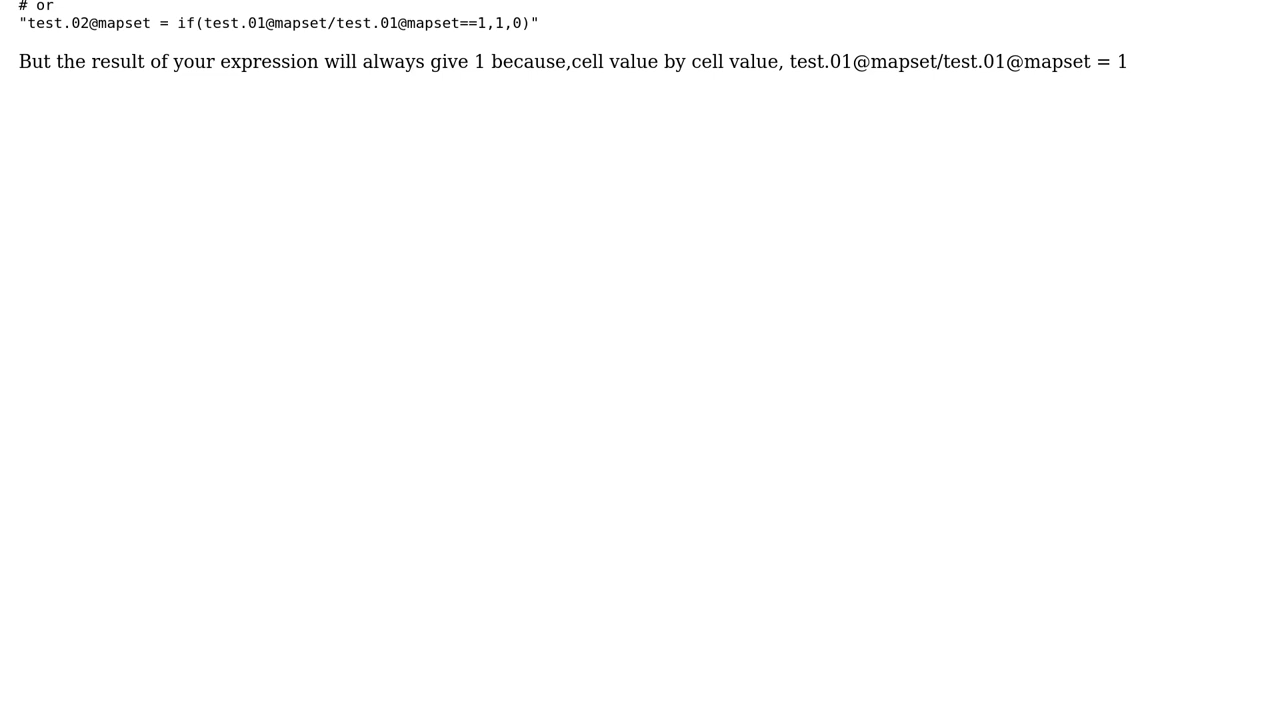 # or
"test.02@mapset = if(test.01@mapset/test.01@mapset==1,1,0)"
But the result of your expression will always give 1 because,cell value by cell value, test.01@mapset/test.01@mapset = 1